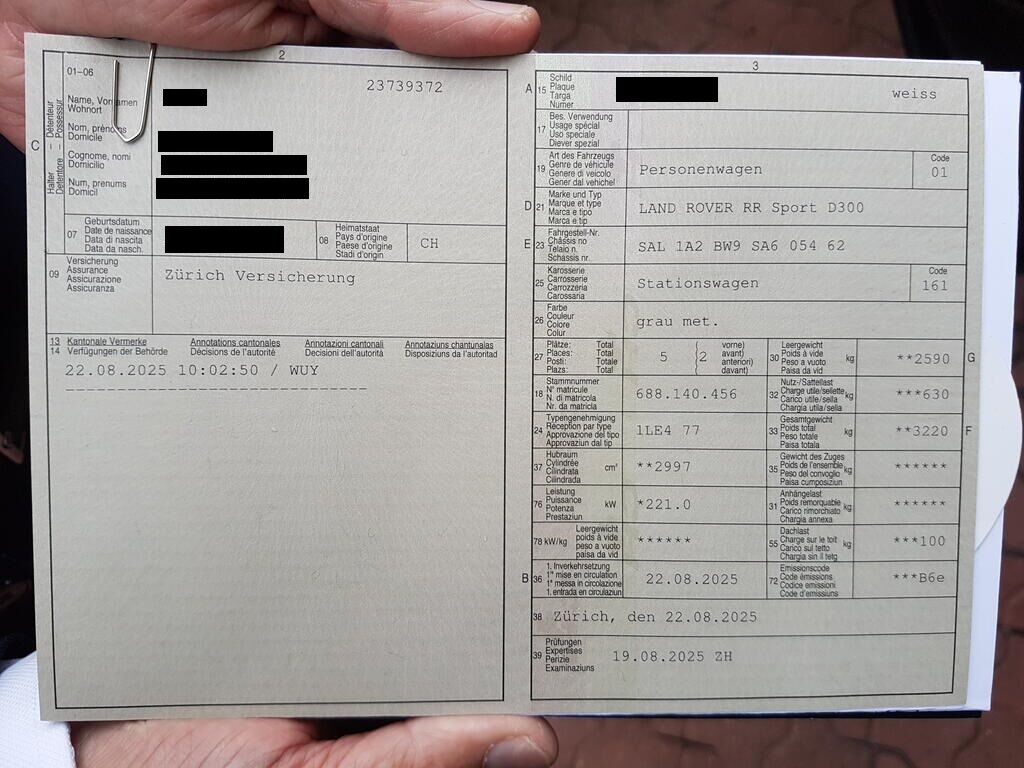 2
01-06
23739372
Halter – Détenteur
Detentore – Possessur
C
Name, Vornamen
Wohnort
Nom, prénoms
Domicile
Cognome, nomi
Domicilio
Num, prenums
Domicil
07
Geburtsdatum
Date de naissance
Data di nascita
Data da nasch.
08
Heimatstaat
Pays d'origine
Paese d'origine
Stadi d'origin
CH
09
Versicherung
Assurance
Assicurazione
Assicuranza
Zürich Versicherung
13 Kantonale Vermerke Annotations cantonales Annotazioni cantonali Annotaziuns chantunalas
14 Verfügungen der Behörde Décisions de l'autorité Decisioni dell'autorità Disposiziuns da l'autoritad
22.08.2025 10:02:50 / WUY
--------------------------------
3
A 15
Schild
Plaque
Targa
Numer
weiss
17
Bes. Verwendung
Usage spécial
Uso speciale
Diever spezial
19
Art des Fahrzeugs
Genre de véhicule
Genere di veicolo
Gener dal vehichel
Personenwagen
Code
01
D 21
Marke und Typ
Marque et type
Marca e tipo
Marca e tip
LAND ROVER RR Sport D300
E 23
Fahrgestell-Nr.
Châssis no
Telaio n.
Schassis nr.
SAL 1A2 BW9 SA6 054 62
25
Karosserie
Carrosserie
Carrozzeria
Carossaria
Stationswagen
Code
161
26
Farbe
Couleur
Colore
Colur
grau met.
27
Plätze: Total
Places: Total
Posti: Totale
Plazs: Total
5
( 2
vorne)
avant)
anteriori)
davant)
30
Leergewicht
Poids à vide
Peso a vuoto
Paisa da vid
kg
**2590
G
18
Stammnummer
N° matricule
N. di matricola
Nr. da matricla
688.140.456
32
Nutz-/Sattellast
Charge utile/sellette
Carico utile/sella
Chargia utila/sella
kg
***630
24
Typengenehmigung
Réception par type
Approvazione del tipo
Approvaziun dal tip
1LE4 77
33
Gesamtgewicht
Poids total
Peso totale
Paisa totala
kg
**3220
F
37
Hubraum
Cylindrée
Cilindrata
Cilindrada
cm³
**2997
35
Gewicht des Zuges
Poids de l'ensemble
Peso del convoglio
Paisa cumposiziun
kg
******
76
Leistung
Puissance
Potenza
Prestaziun
kW
*221.0
31
Anhängelast
Poids remorquable
Carico rimorchiato
Chargia annexa
kg
******
78 kW/kg
Leergewicht
poids à vide
peso a vuoto
paisa da vid
******
55
Dachlast
Charge sur le toit
Carico sul tetto
Chargia sin il tetg
kg
***100
B 36
1. Inverkehrsetzung
1re mise en circulation
1a messa in circolazione
1. entrada en circulaziun
22.08.2025
72
Emissionscode
Code émissions
Codice emissioni
Code d'emissiuns
***B6e
38 Zürich, den 22.08.2025
39
Prüfungen
Expertises
Perizie
Examinaziuns
19.08.2025 ZH